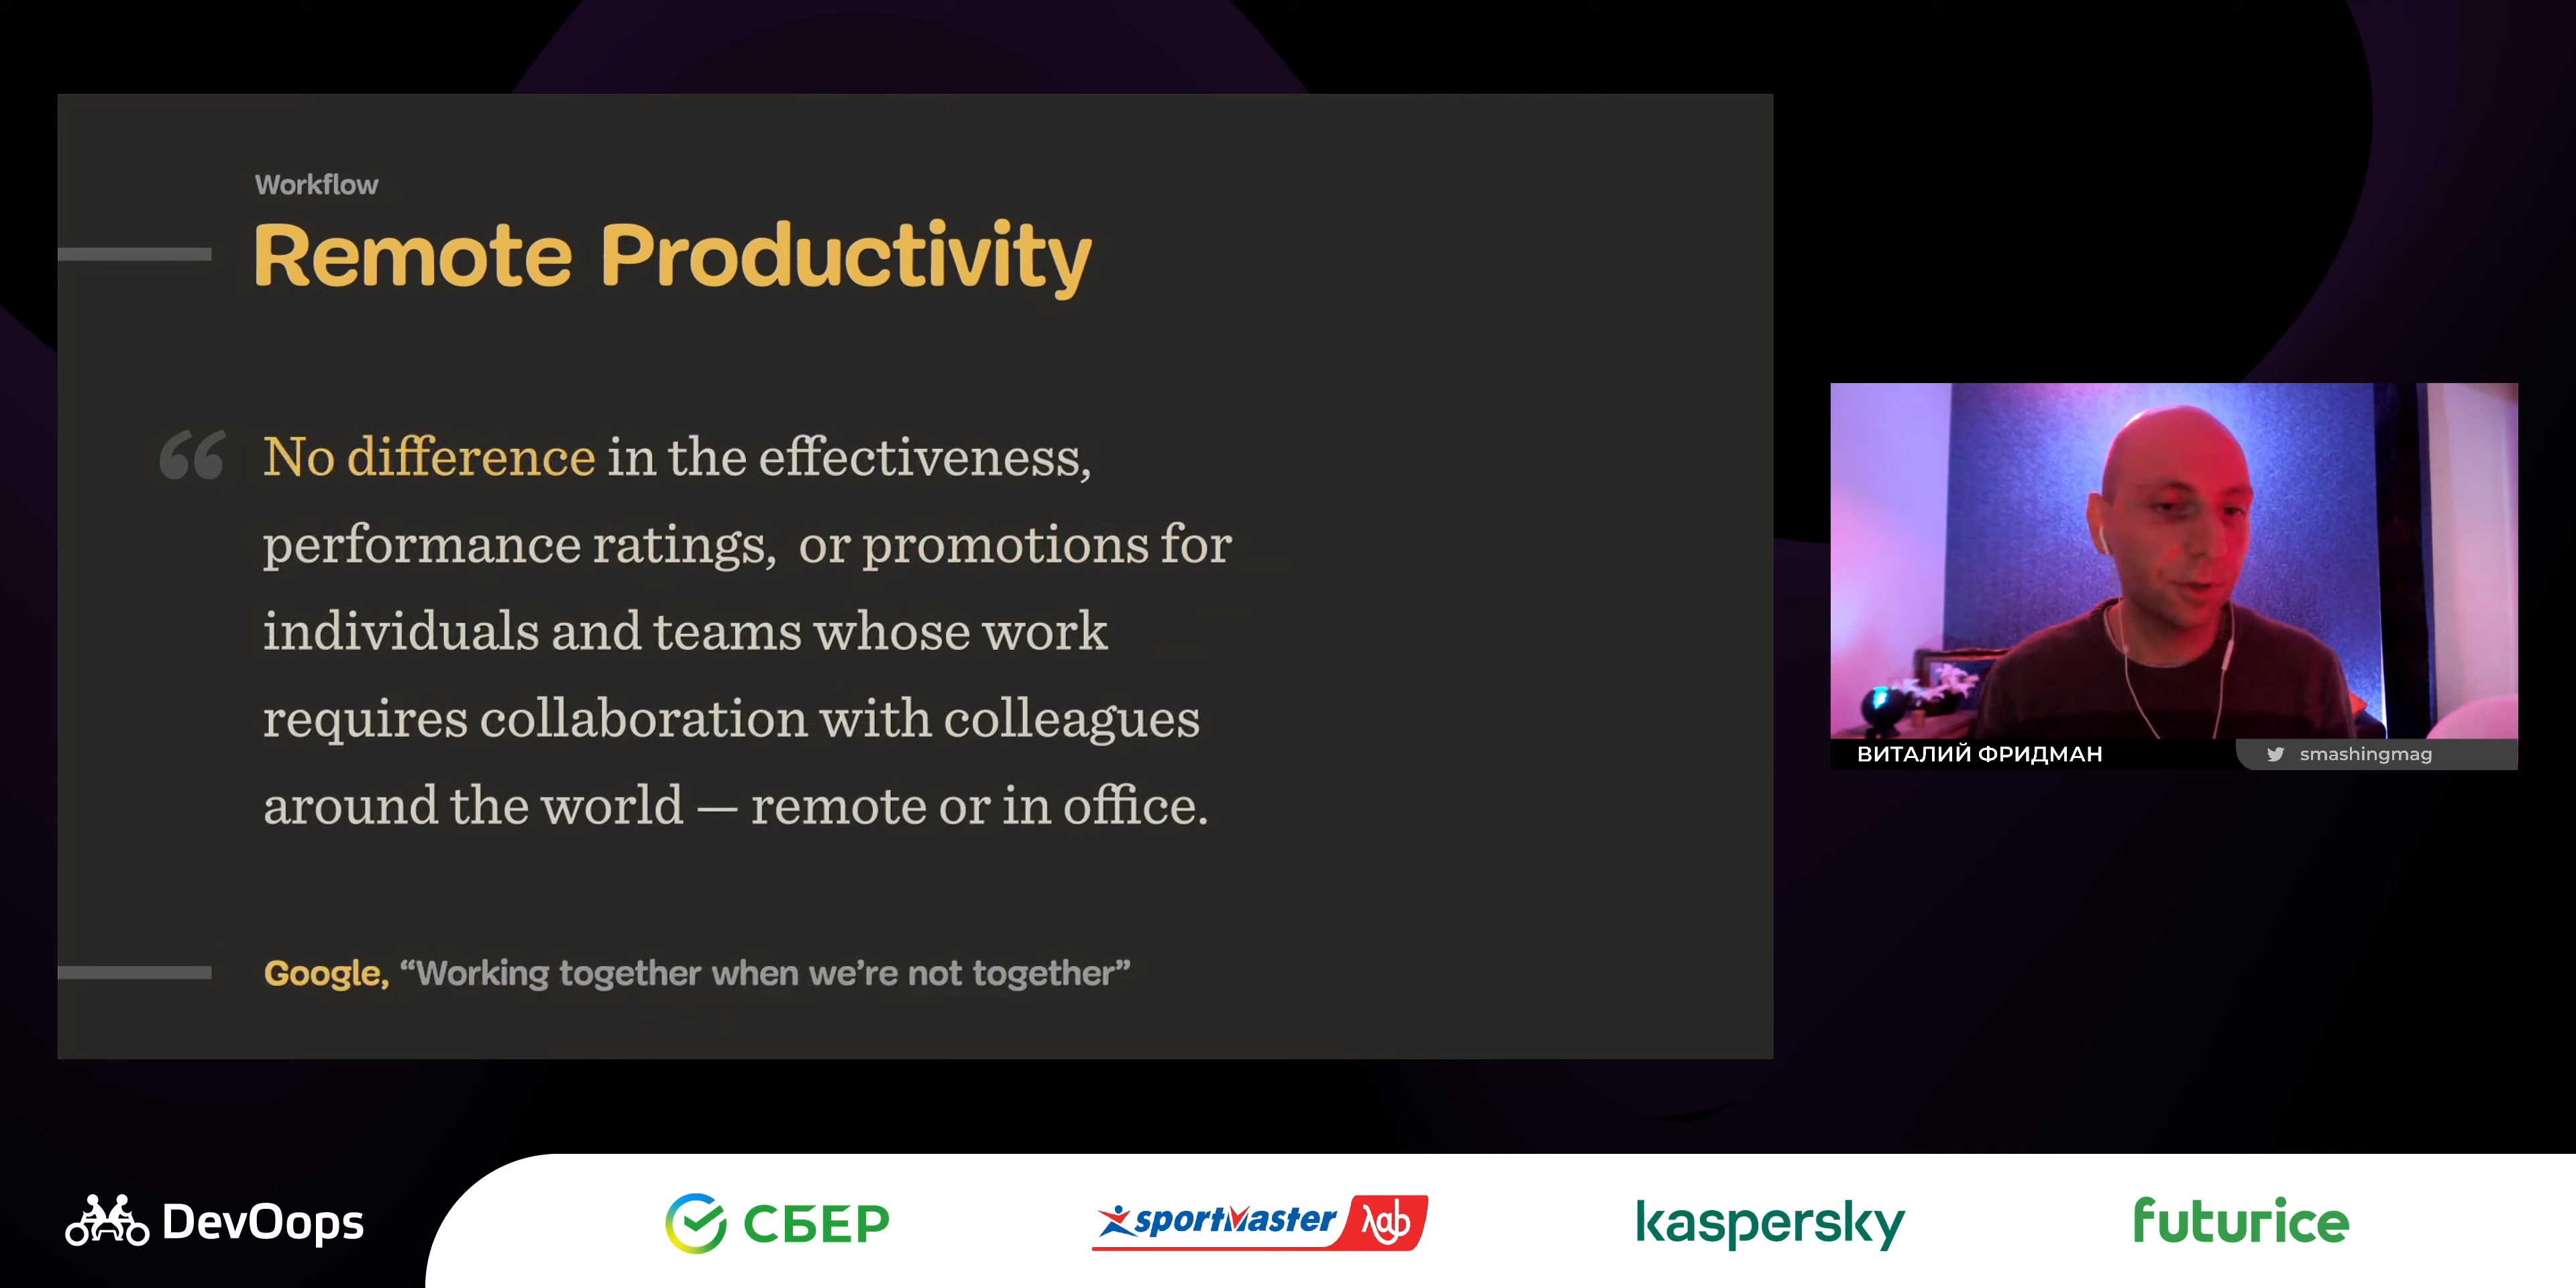 Workflow
Remote Productivity
“ No difference in the effectiveness,
performance ratings, or promotions for
individuals and teams whose work
requires collaboration with colleagues
around the world — remote or in office.
Google, “Working together when we’re not together”
ВИТАЛИЙ ФРИДМАН
smashingmag
DevOops
СБЕР
sportmaster лаб
kaspersky
futurice